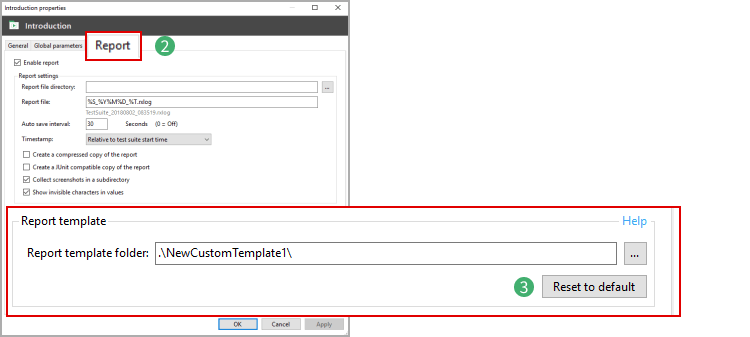 Introduction properties
Introduction
General
Global parameters
Report
2
Enable report
Report settings
Report file directory:
...
Report file:
%S_%Y%M%D_%T.rxlog
TestSuite_20180802_083519.rxlog
Auto save interval:
30
Seconds (0 = Off)
Timestamp:
Relative to test suite start time
Create a compressed copy of the report
Create a JUnit compatible copy of the report
Collect screenshots in a subdirectory
Show invisible characters in values
Report template
Help
Report template folder:
.\NewCustomTemplate1\
...
3
Reset to default
OK
Cancel
Apply